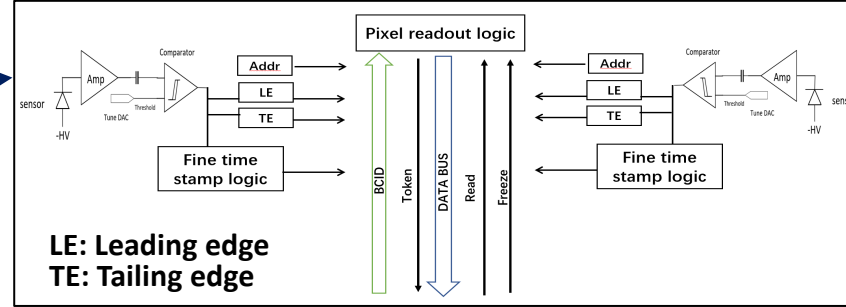 Pixel readout logic
Comparator
Amp
Threshold
Tune DAC
sensor
-HV
Addr
LE
TE
Fine time
stamp logic
BCID
Token
DATA BUS
Read
Freeze
Comparator
Amp
Threshold
Tune DAC
-HV
Addr
LE
TE
Fine time
stamp logic
LE: Leading edge
TE: Tailing edge